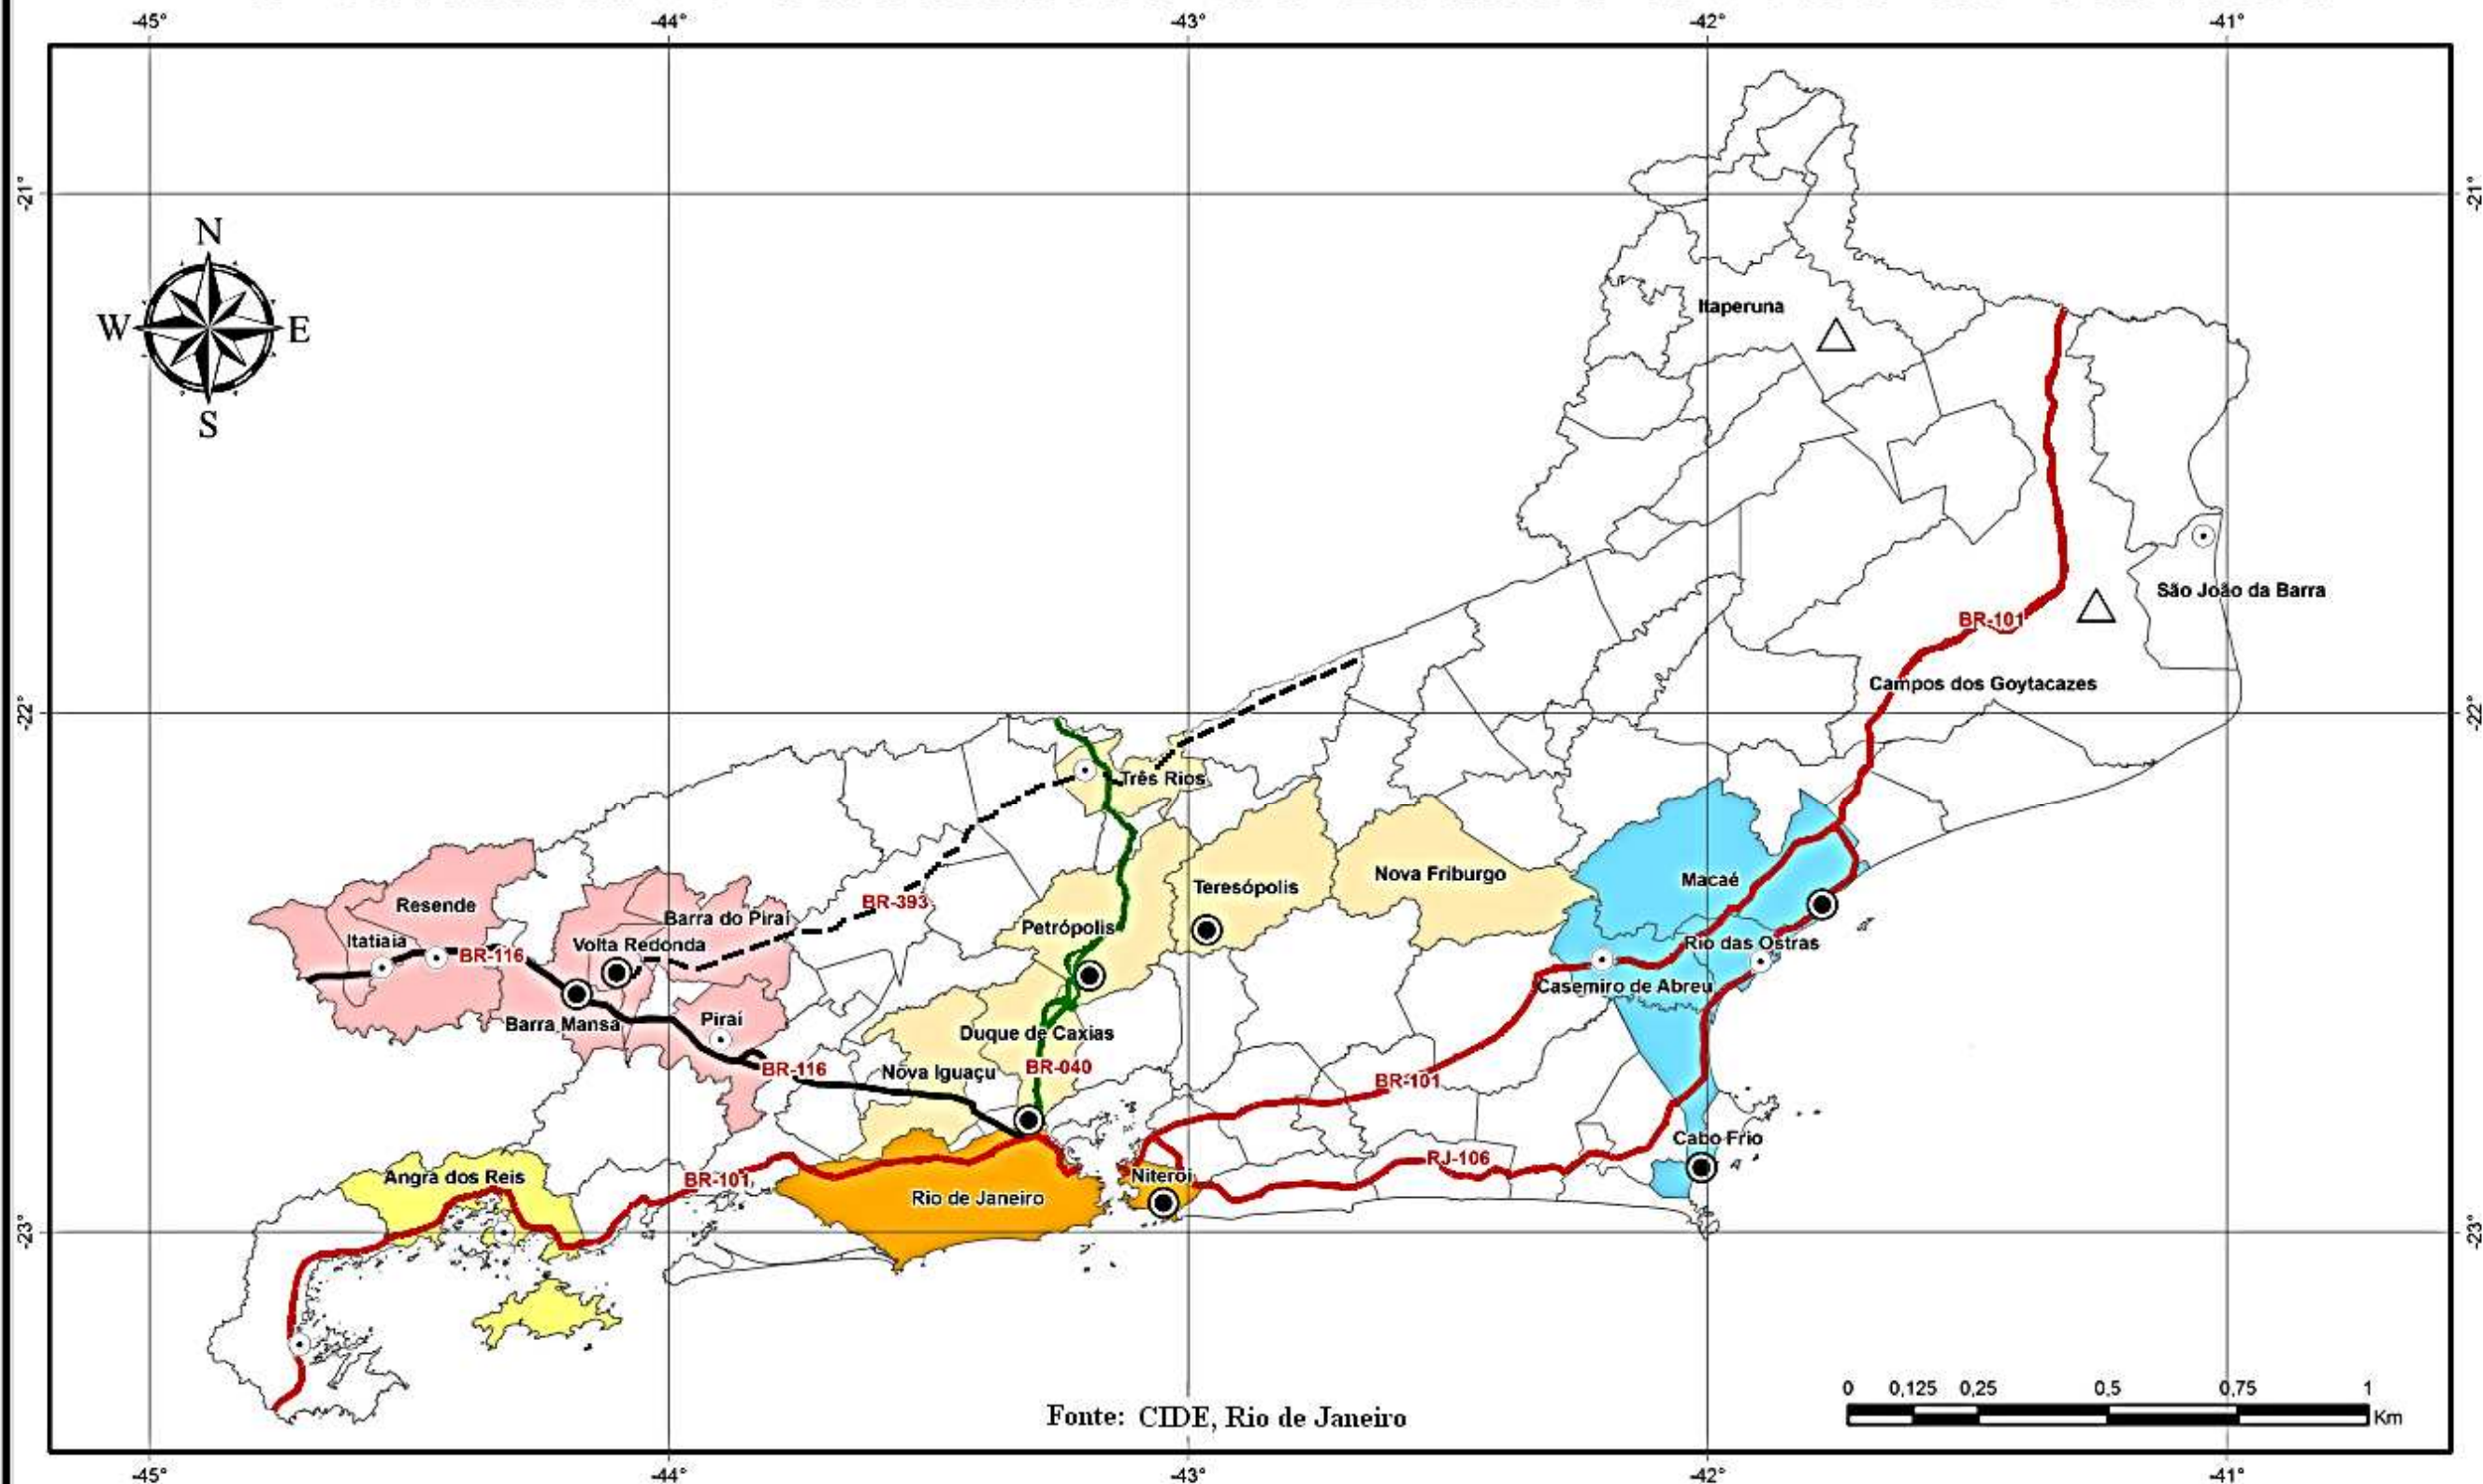 -45° -44° -43° -42° -41°
-21° -21°
N
W E
S
Itaperuna
São João da Barra
BR-101
Campos dos Goytacazes
-22° -22°
Três Rios
Nova Friburgo
Macaé
Teresópolis
BR-393
Resende
Barra do Piraí
Petrópolis
Itatiaia
Volta Redonda
Rio das Ostras
BR-116
Casemiro de Abreu
Piraí
Barra Mansa
Duque de Caxias
BR-116
Nova Iguaçu
BR-040
BR-101
Cabo Frio
RJ-106
Angra dos Reis
BR-101
Niterói
Rio de Janeiro
-23° -23°
0 0,125 0,25 0,5 0,75 1
Km
Fonte: CIDE, Rio de Janeiro
-45° -44° -43° -42° -41°